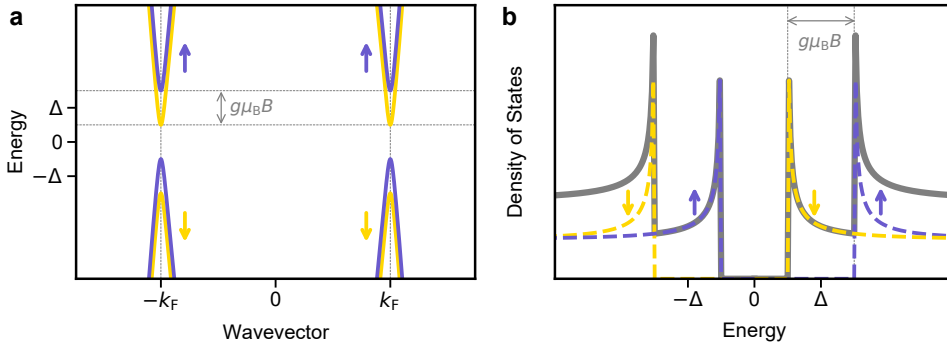 a
Energy
Δ
0
−Δ
gμBB
−kF
0
kF
Wavevector
b
Density of States
gμBB
−Δ
0
Δ
Energy